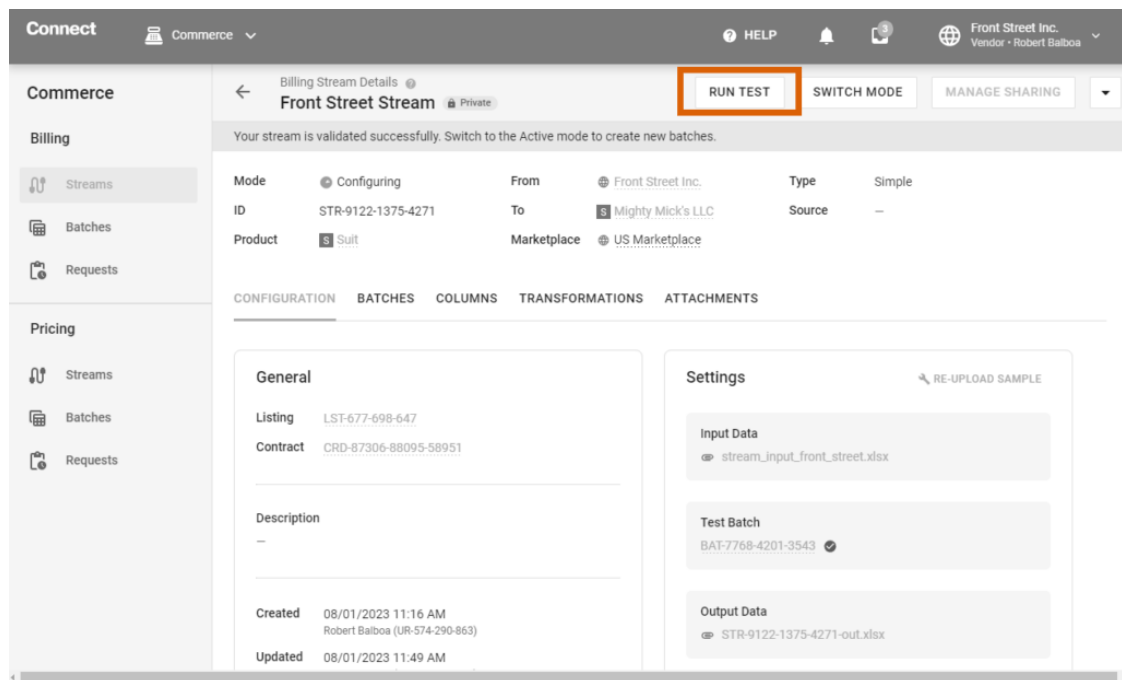 Connect
Commerce
HELP
3
Front Street Inc.
Vendor • Robert Balboa
Commerce
Billing
Streams
Batches
Requests
Pricing
Streams
Batches
Requests
Billing Stream Details
Front Street Stream Private
RUN TEST
SWITCH MODE
MANAGE SHARING
Your stream is validated successfully. Switch to the Active mode to create new batches.
Mode Configuring From Front Street Inc. Type Simple
ID STR-9122-1375-4271 To S Mighty Mick's LLC Source –
Product S Suit Marketplace US Marketplace
CONFIGURATION BATCHES COLUMNS TRANSFORMATIONS ATTACHMENTS
General
Listing LST-677-698-647
Contract CRD-87306-88095-58951
Description
–
Created 08/01/2023 11:16 AM
Robert Balboa (UR-574-290-863)
Updated 08/01/2023 11:49 AM
Settings
RE-UPLOAD SAMPLE
Input Data
stream_input_front_street.xlsx
Test Batch
BAT-7768-4201-3543
Output Data
STR-9122-1375-4271-out.xlsx